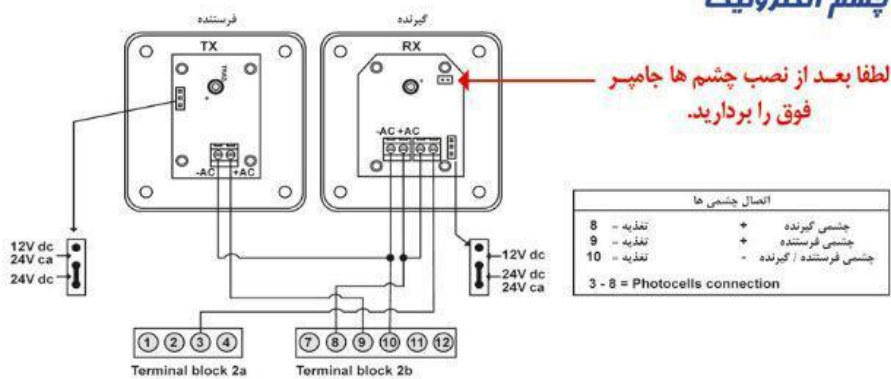 چشم الکترونیک
فرستنده
گیرنده
TX
RX
-AC +AC
-AC +AC
لطفا بعـد از نصب چشم ها جامپـر
فوق را بردارید.
12V dc
24V ca
24V dc
12V dc
24V dc
24V ca
اتصال چشمی ها
چشمی گیرنده + تغذیه - 8
چشمی فرستنده + تغذیه - 9
چشمی فرستنده / گیرنده - تغذیه - 10
3 - 8 = Photocells connection
1 2 3 4
7 8 9 10 11 12
Terminal block 2a
Terminal block 2b